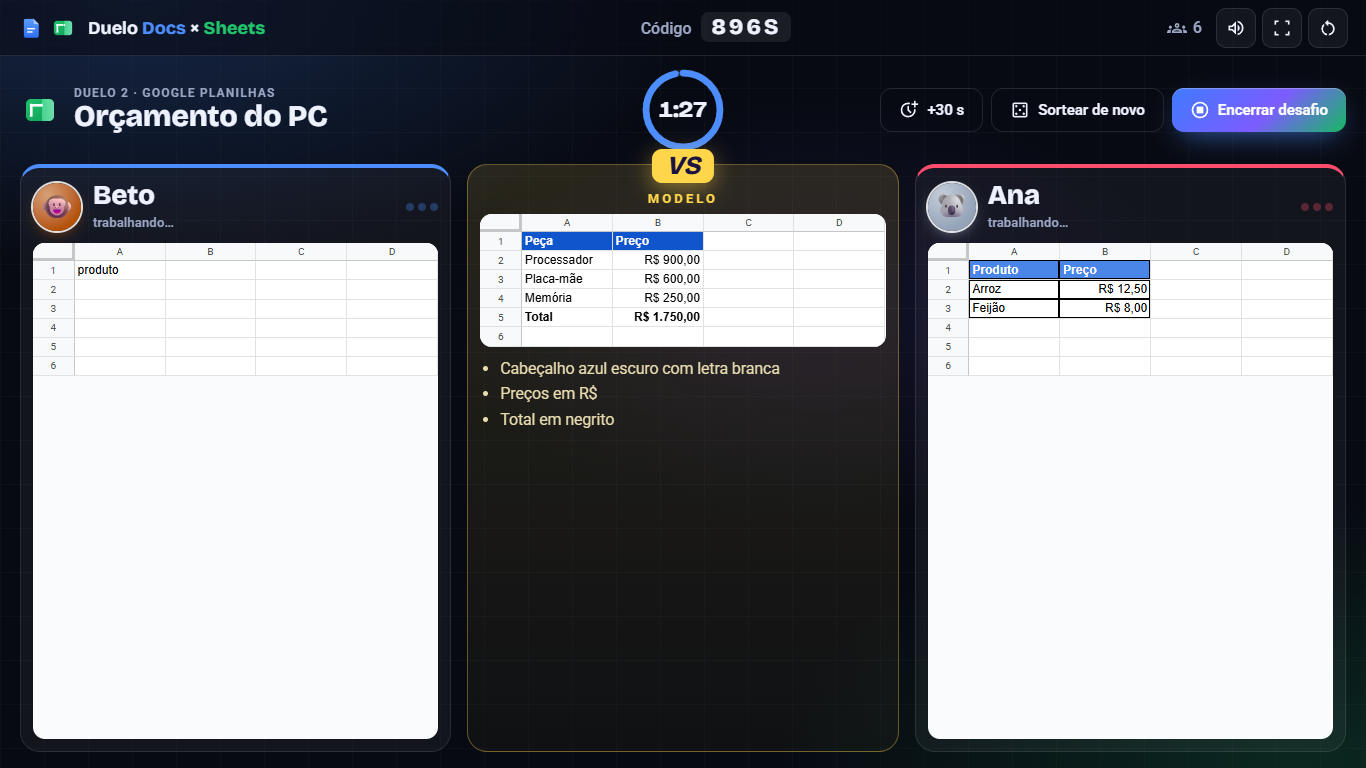 Duelo Docs × Sheets
Código 896S
6
DUELO 2 · GOOGLE PLANILHAS
Orçamento do PC
1:27
+30 s
Sortear de novo
Encerrar desafio
VS
Beto
trabalhando...
A B C D
1 produto
2
3
4
5
6
MODELO
A B C D
1 Peça Preço
2 Processador R$ 900,00
3 Placa-mãe R$ 600,00
4 Memória R$ 250,00
5 Total R$ 1.750,00
6
• Cabeçalho azul escuro com letra branca
• Preços em R$
• Total em negrito
Ana
trabalhando...
A B C D
1 Produto Preço
2 Arroz R$ 12,50
3 Feijão R$ 8,00
4
5
6